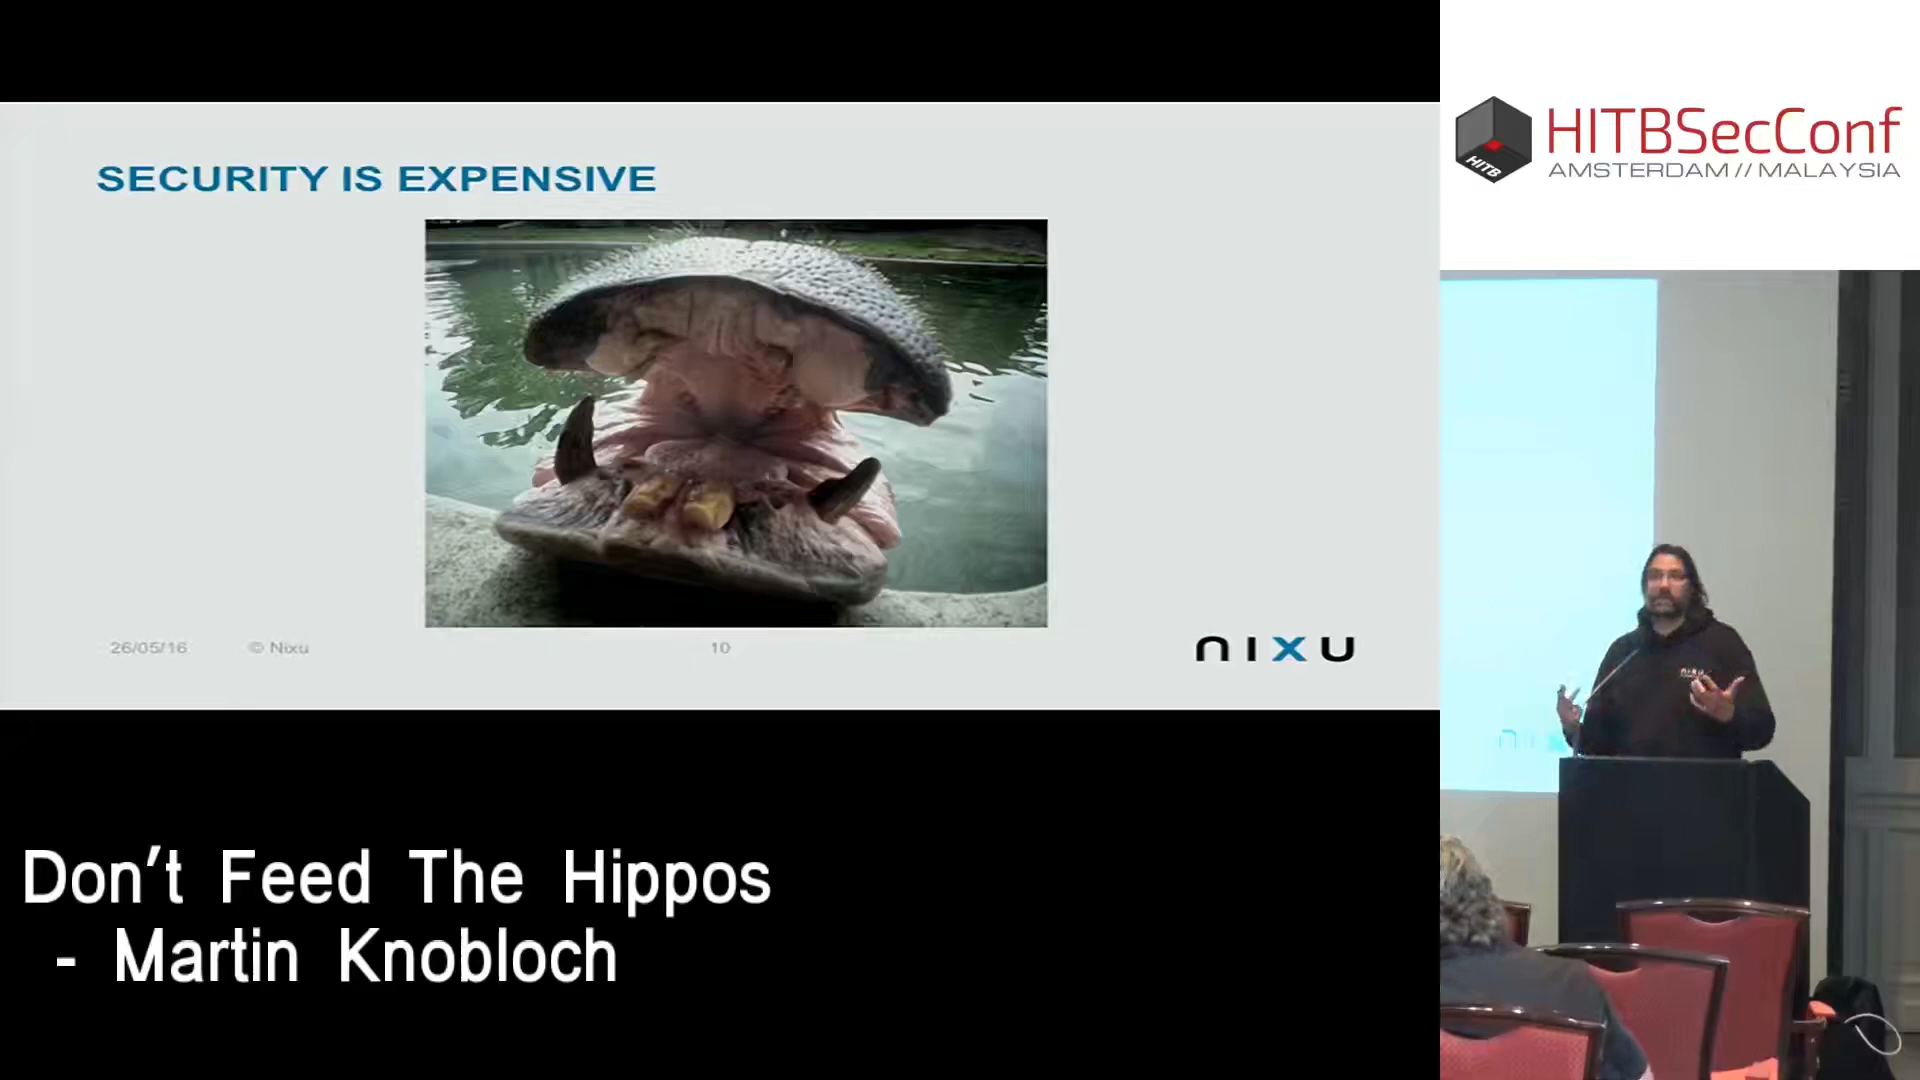 SECURITY IS EXPENSIVE
26/05/16 © Nixu 10 nixu
Don't Feed The Hippos
- Martin Knobloch
HITB
HITBSecConf
AMSTERDAM // MALAYSIA
nixu